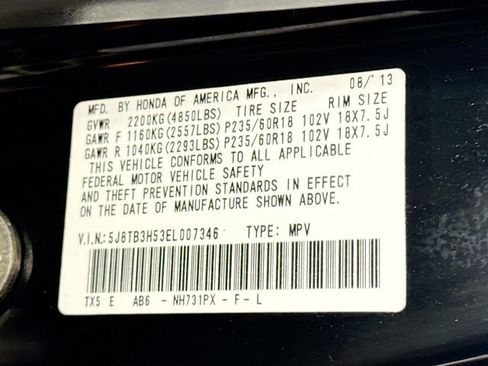 MFD. BY HONDA OF AMERICA MFG., INC. 08/'13
GVWR 2200KG(4850LBS) TIRE SIZE RIM SIZE
GAWR F 1160KG(2557LBS)P235/60R18 102V 18X7.5J
GAWR R 1040KG(2293LBS)P235/60R18 102V 18X7.5J
THIS VEHICLE CONFORMS TO ALL APPLICABLE
FEDERAL MOTOR VEHICLE SAFETY
AND THEFT PREVENTION STANDARDS IN EFFECT
ON THE DATE OF MANUFACTURE SHOWN ABOVE.
V.I.N:5J8TB3H53EL007346 TYPE: MPV
TX5 E AB6 - NH731PX - F - L